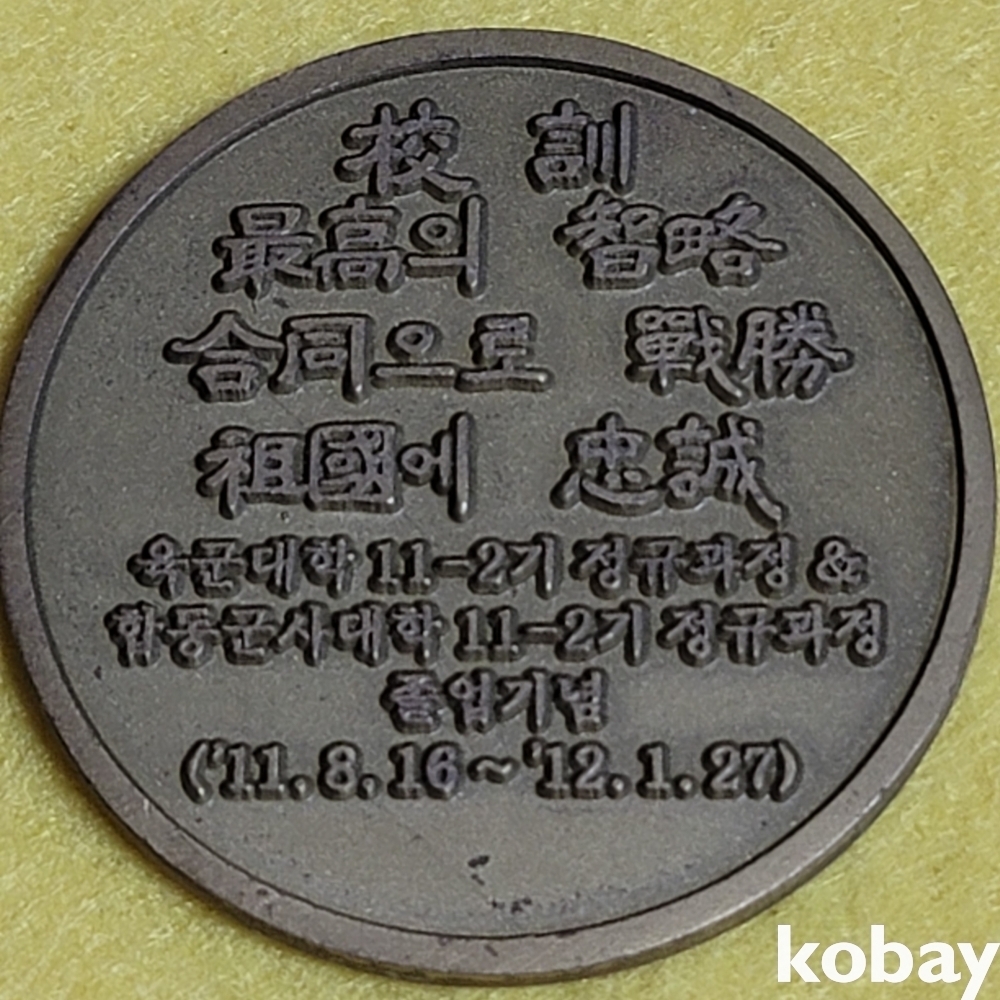 校 訓
最高의 智略
合同으로 戰勝
祖國에 忠誠
육군대학 11-2기 정규과정 &
합동군사대학 11-2기 정규과정
졸업기념
('11.8.16~'12.1.27)
kobay